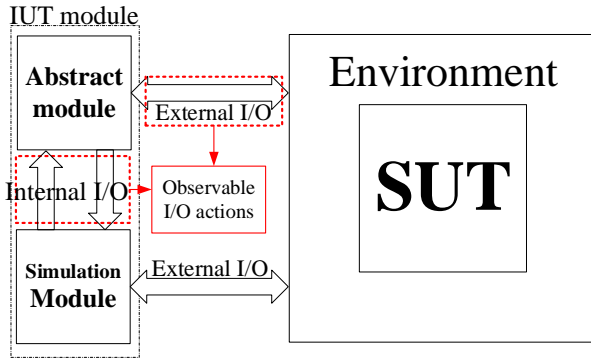 IUT module
Abstract
module
External I/O
Environment
SUT
Internal I/O
Observable
I/O actions
Simulation
Module
External I/O